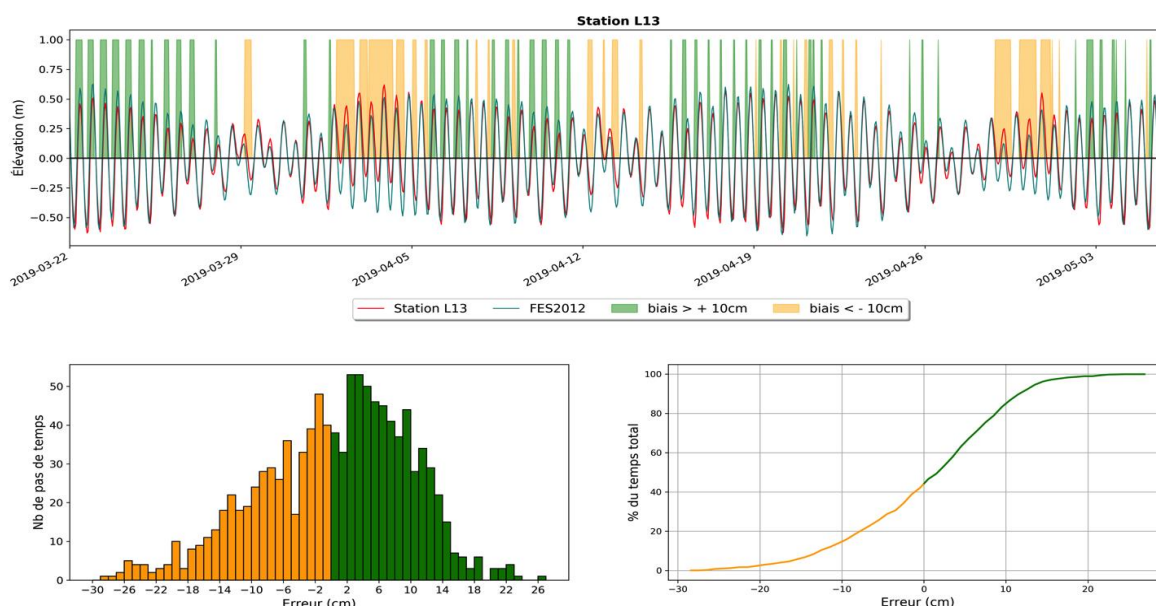 Station L13
Élévation (m)
1.00
0.75
0.50
0.25
0.00
−0.25
−0.50
2019-03-22
2019-03-29
2019-04-05
2019-04-12
2019-04-19
2019-04-26
2019-05-03
Station L13 FES2012 biais > + 10cm biais < - 10cm
Nb de pas de temps
50
40
30
20
10
0
−30 −26 −22 −18 −14 −10 −6 −2 2 6 10 14 18 22 26
Erreur (cm)
% du temps total
100
80
60
40
20
0
−30 −20 −10 0 10 20
Erreur (cm)